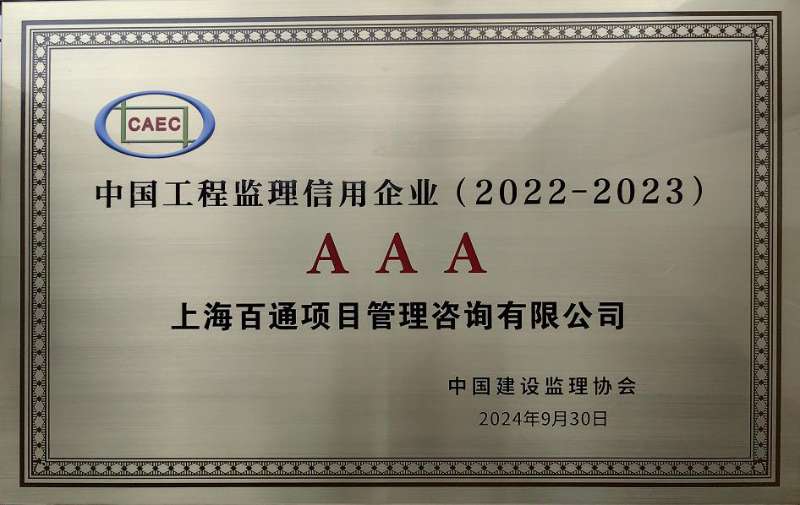 CAEC
中国工程监理信用企业（2022-2023）
A A A
上海百通项目管理咨询有限公司
中国建设监理协会
2024年9月30日